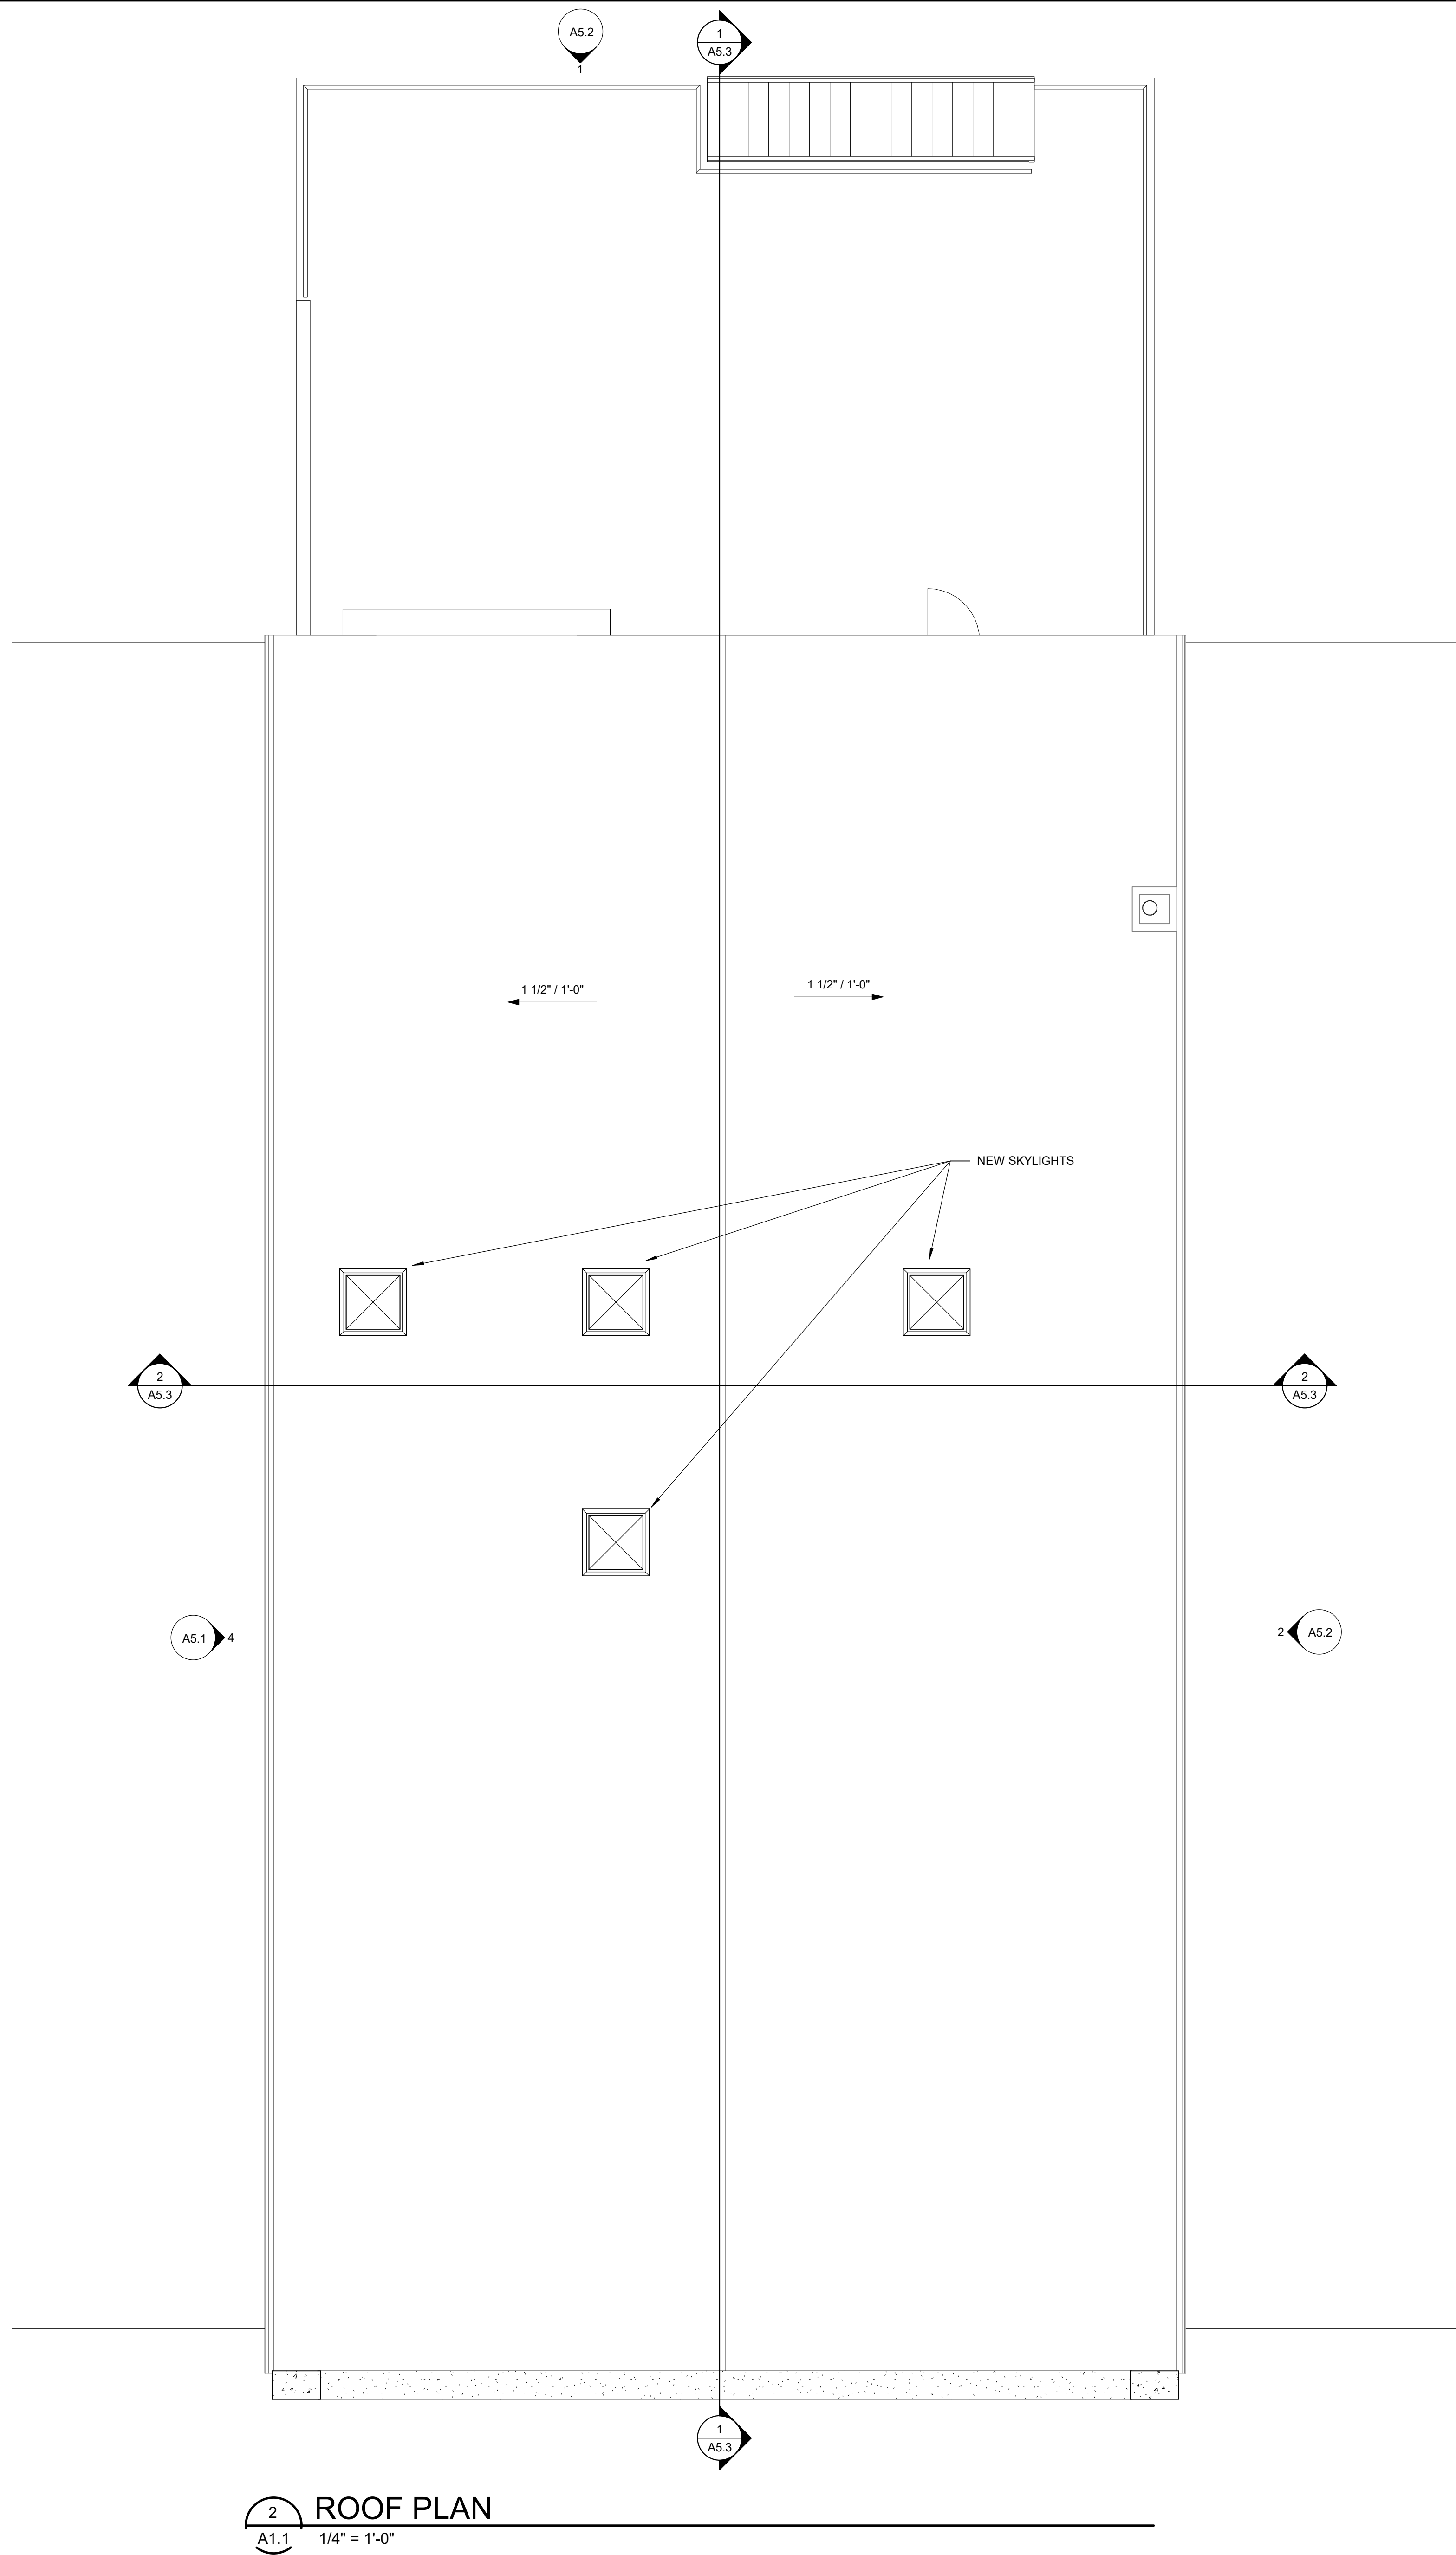 A5.2
1
1
A5.3
1 1/2" / 1'-0"
1 1/2" / 1'-0"
NEW SKYLIGHTS
2
A5.3
2
A5.3
A5.1
4
2
A5.2
1
A5.3
2
ROOF PLAN
A1.1
1/4" = 1'-0"